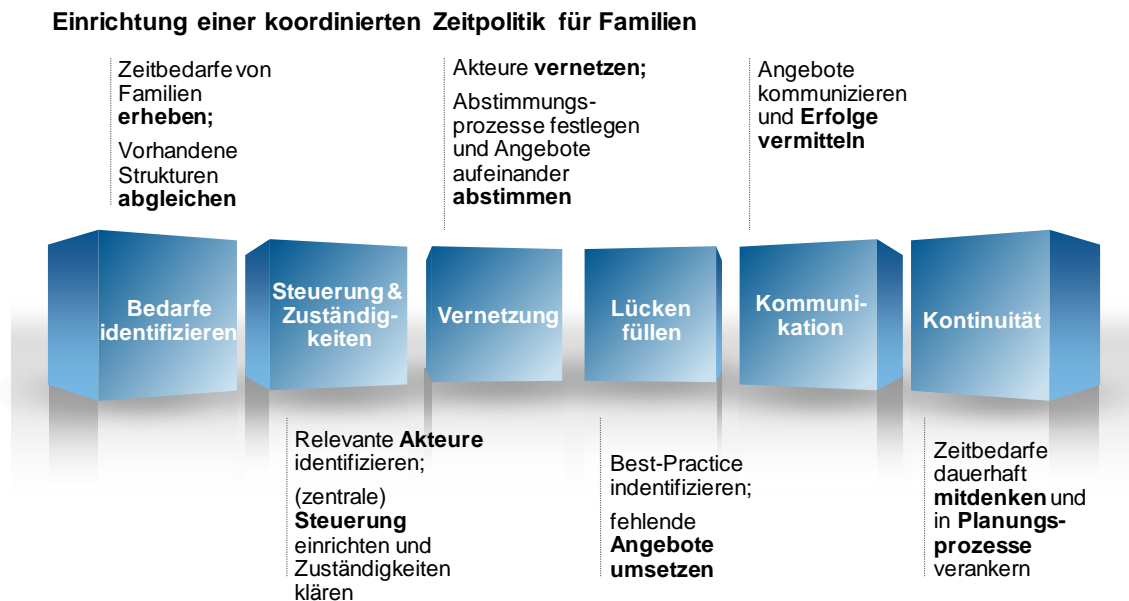 Einrichtung einer koordinierten Zeitpolitik für Familien
Zeitbedarfe von
Familien
erheben;
Vorhandene
Strukturen
abgleichen
Akteure vernetzen;
Abstimmungs-
prozesse festlegen
und Angebote
aufeinander
abstimmen
Angebote
kommunizieren
und Erfolge
vermitteln
Bedarfe
identifizieren
Steuerung &
Zuständig-
keiten
Vernetzung
Lücken
füllen
Kommuni-
kation
Kontinuität
Relevante Akteure
identifizieren;
(zentrale)
Steuerung
einrichten und
Zuständigkeiten
klären
Best-Practice
indentifizieren;
fehlende
Angebote
umsetzen
Zeitbedarfe
dauerhaft
mitdenken und
in Planungs-
prozesse
verankern